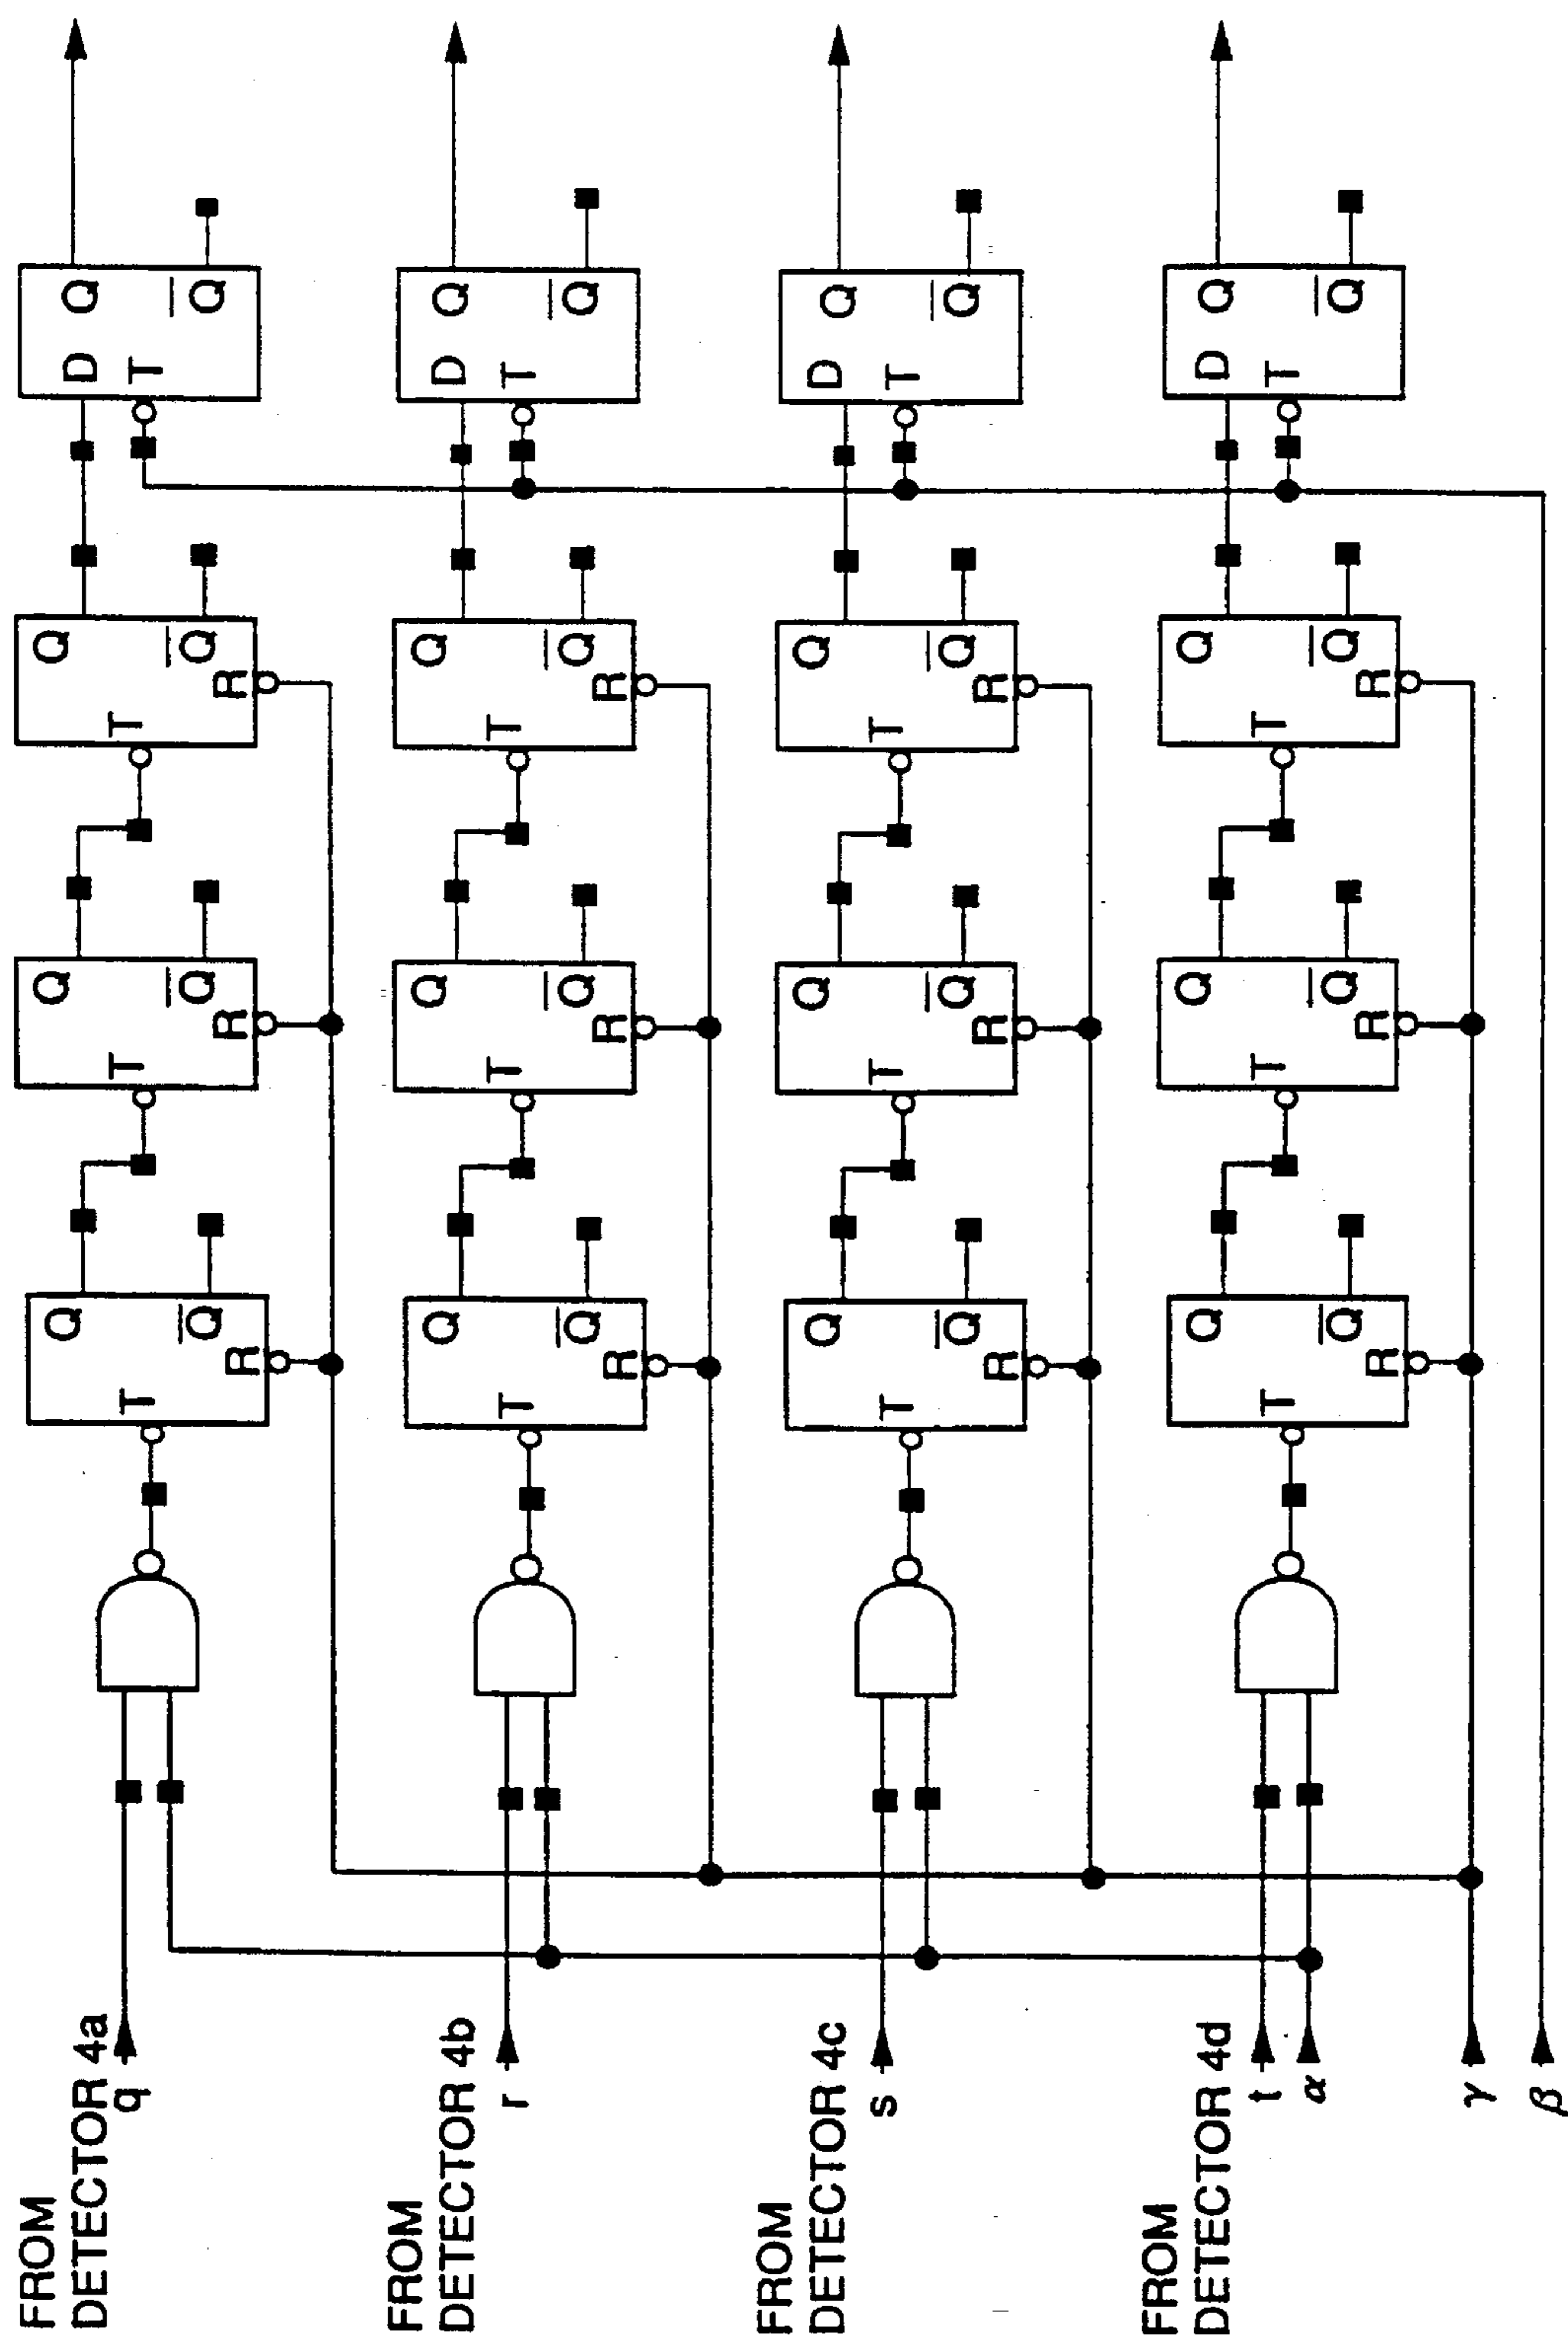 FROM
DETECTOR 4a
q
Q
T
Q̅
R
Q
T
Q̅
R
Q
T
Q̅
R
D Q
T
Q̅
FROM
DETECTOR 4b
r
Q
T
Q̅
R
Q
T
Q̅
R
Q
T
Q̅
R
D Q
T
Q̅
FROM
DETECTOR 4c
s
Q
T
Q̅
R
Q
T
Q̅
R
Q
T
Q̅
R
D Q
T
Q̅
FROM
DETECTOR 4d
t
α
Q
T
Q̅
R
Q
T
Q̅
R
Q
T
Q̅
R
D Q
T
Q̅
γ
β